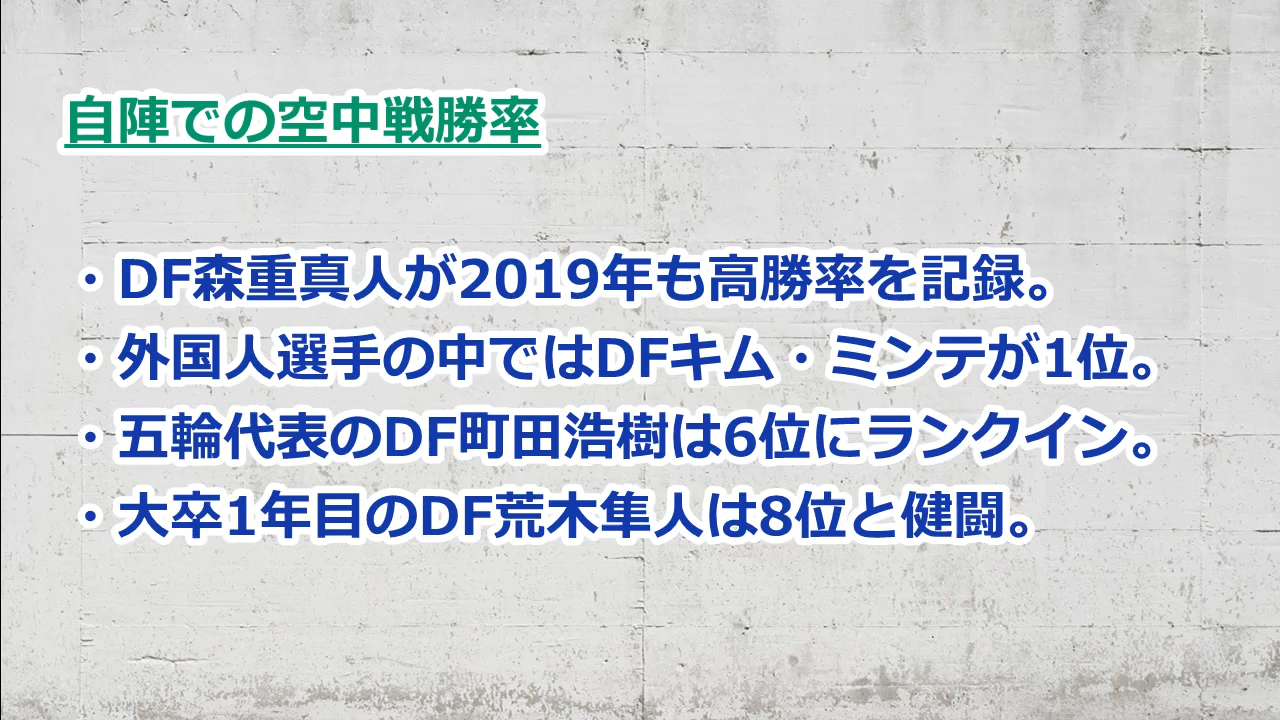 自陣での空中戦勝率
・DF森重真人が2019年も高勝率を記録。
・外国人選手の中ではDFキム・ミンテが1位。
・五輪代表のDF町田浩樹は6位にランクイン。
・大卒1年目のDF荒木隼人は8位と健闘。